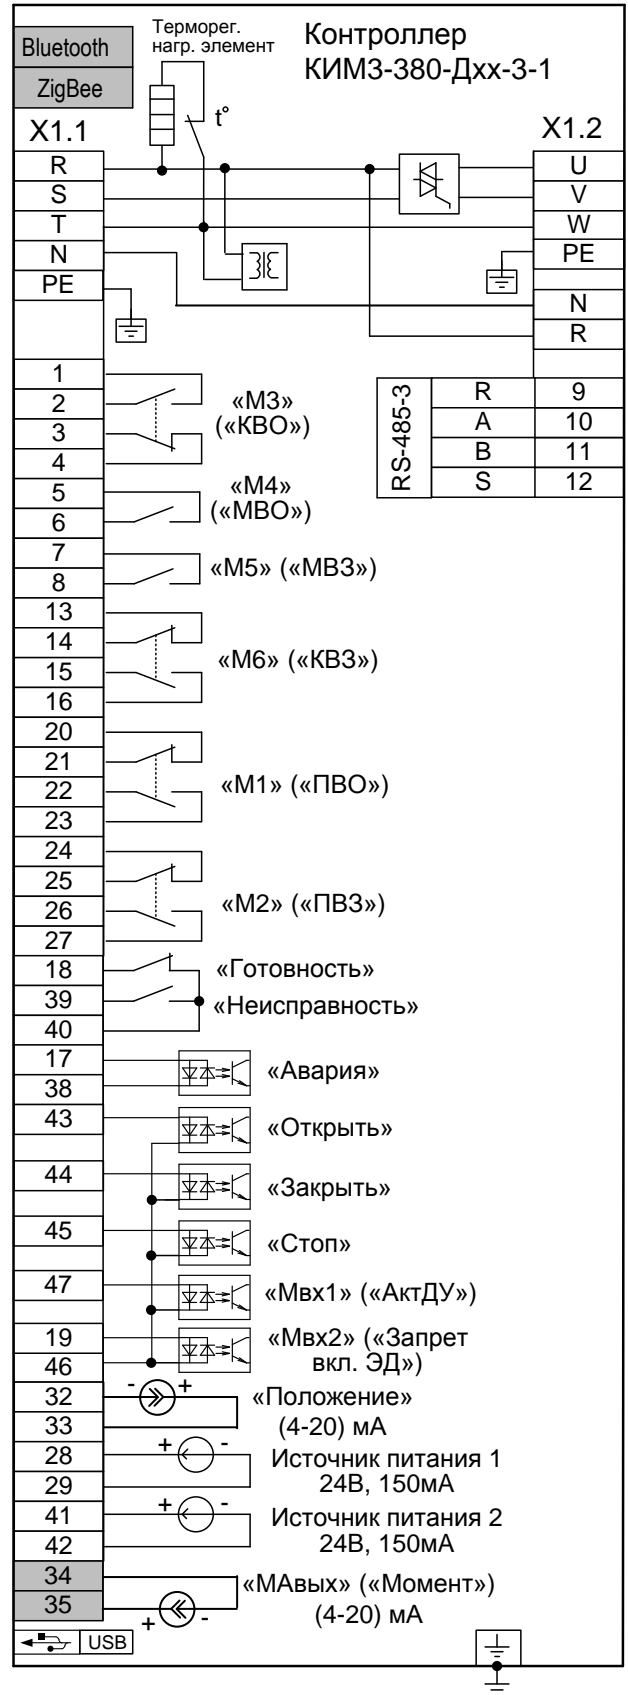 Bluetooth
ZigBee
Терморег.
нагр. элемент
Контроллер
КИМ3-380-Дхх-3-1
t°
X1.1
X1.2
R
S
T
N
PE
U
V
W
PE
N
R
RS-485-3
R 9
A 10
B 11
S 12
1
2
3
4
«М3»
(«КВО»)
5
6
«М4»
(«МВО»)
7
8
«М5» («МВЗ»)
13
14
15
16
«М6» («КВЗ»)
20
21
22
23
«М1» («ПВО»)
24
25
26
27
«М2» («ПВЗ»)
18
39
40
«Готовность»
«Неисправность»
17
38
«Авария»
43
«Открыть»
44
«Закрыть»
45
«Стоп»
47
«Мвх1» («АктДУ»)
19
46
«Мвх2» («Запрет
вкл. ЭД»)
32
33
- +
«Положение»
(4-20) мА
28
29
+ -
Источник питания 1
24В, 150мА
41
42
+ -
Источник питания 2
24В, 150мА
34
35
+ -
«МАвых» («Момент»)
(4-20) мА
USB